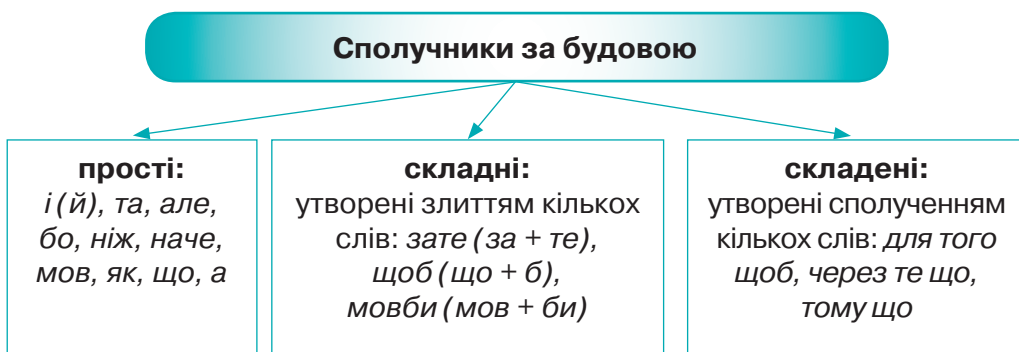 Сполучники за будовою
прості:
і (й), та, але,
бо, ніж, наче,
мов, як, що, а
складні:
утворені злиттям кількох
слів: зате (за + те),
щоб (що + б),
мовби (мов + би)
складені:
утворені сполученням
кількох слів: для того
щоб, через те що,
тому що